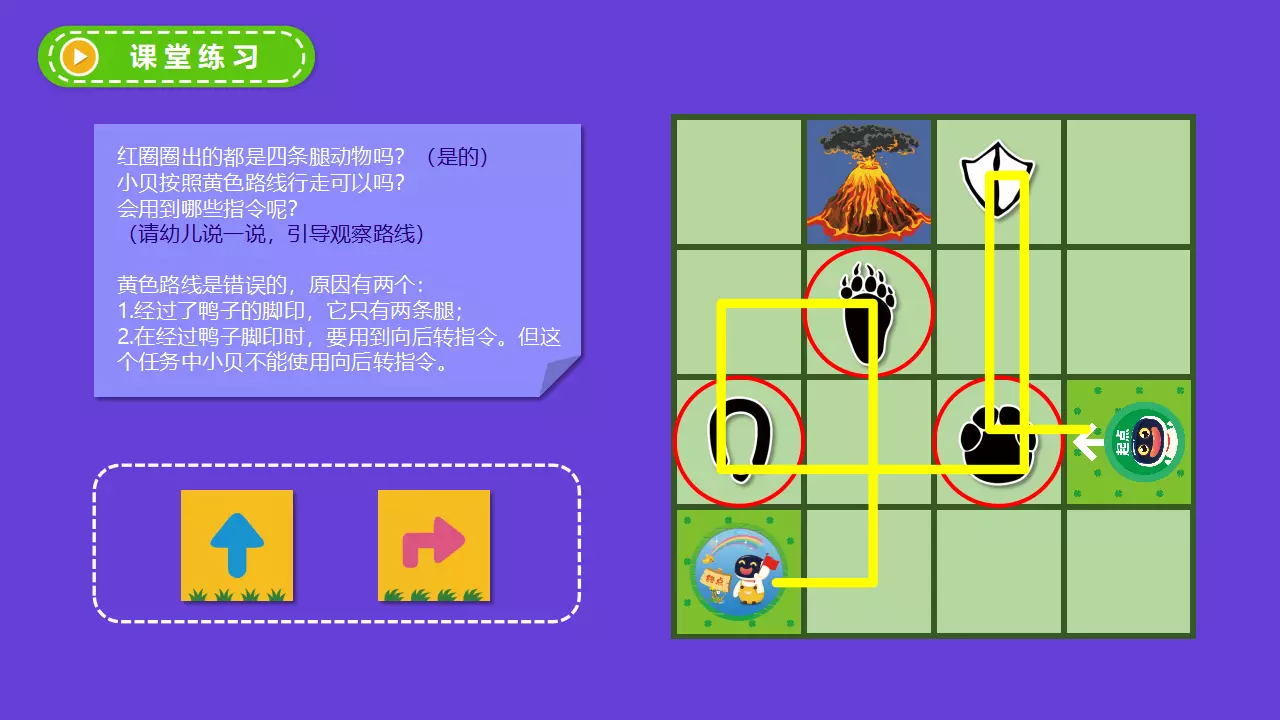 课堂练习
红圈圈出的都是四条腿动物吗？（是的）
小贝按照黄色路线行走可以吗？
会用到哪些指令呢？
（请幼儿说一说，引导观察路线）
黄色路线是错误的，原因有两个：
1.经过了鸭子的脚印，它只有两条腿；
2.在经过鸭子脚印时，要用到向后转指令。但这
个任务中小贝不能使用向后转指令。
起点
终点